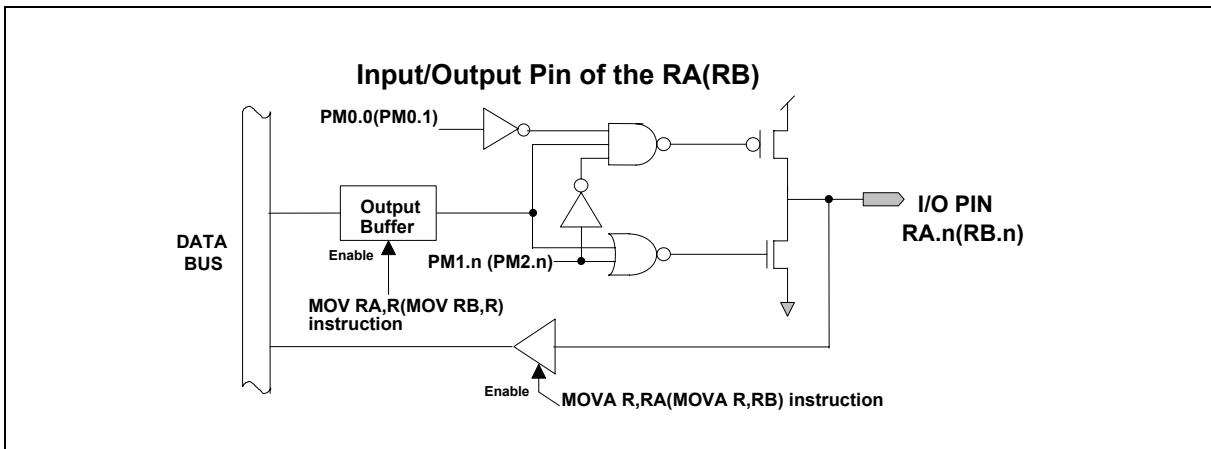 Input/Output Pin of the RA(RB)
PM0.0(PM0.1)
Output
Buffer
I/O PIN
RA.n(RB.n)
DATA
BUS
Enable
PM1.n (PM2.n)
MOV RA,R(MOV RB,R)
instruction
Enable
MOVA R,RA(MOVA R,RB) instruction